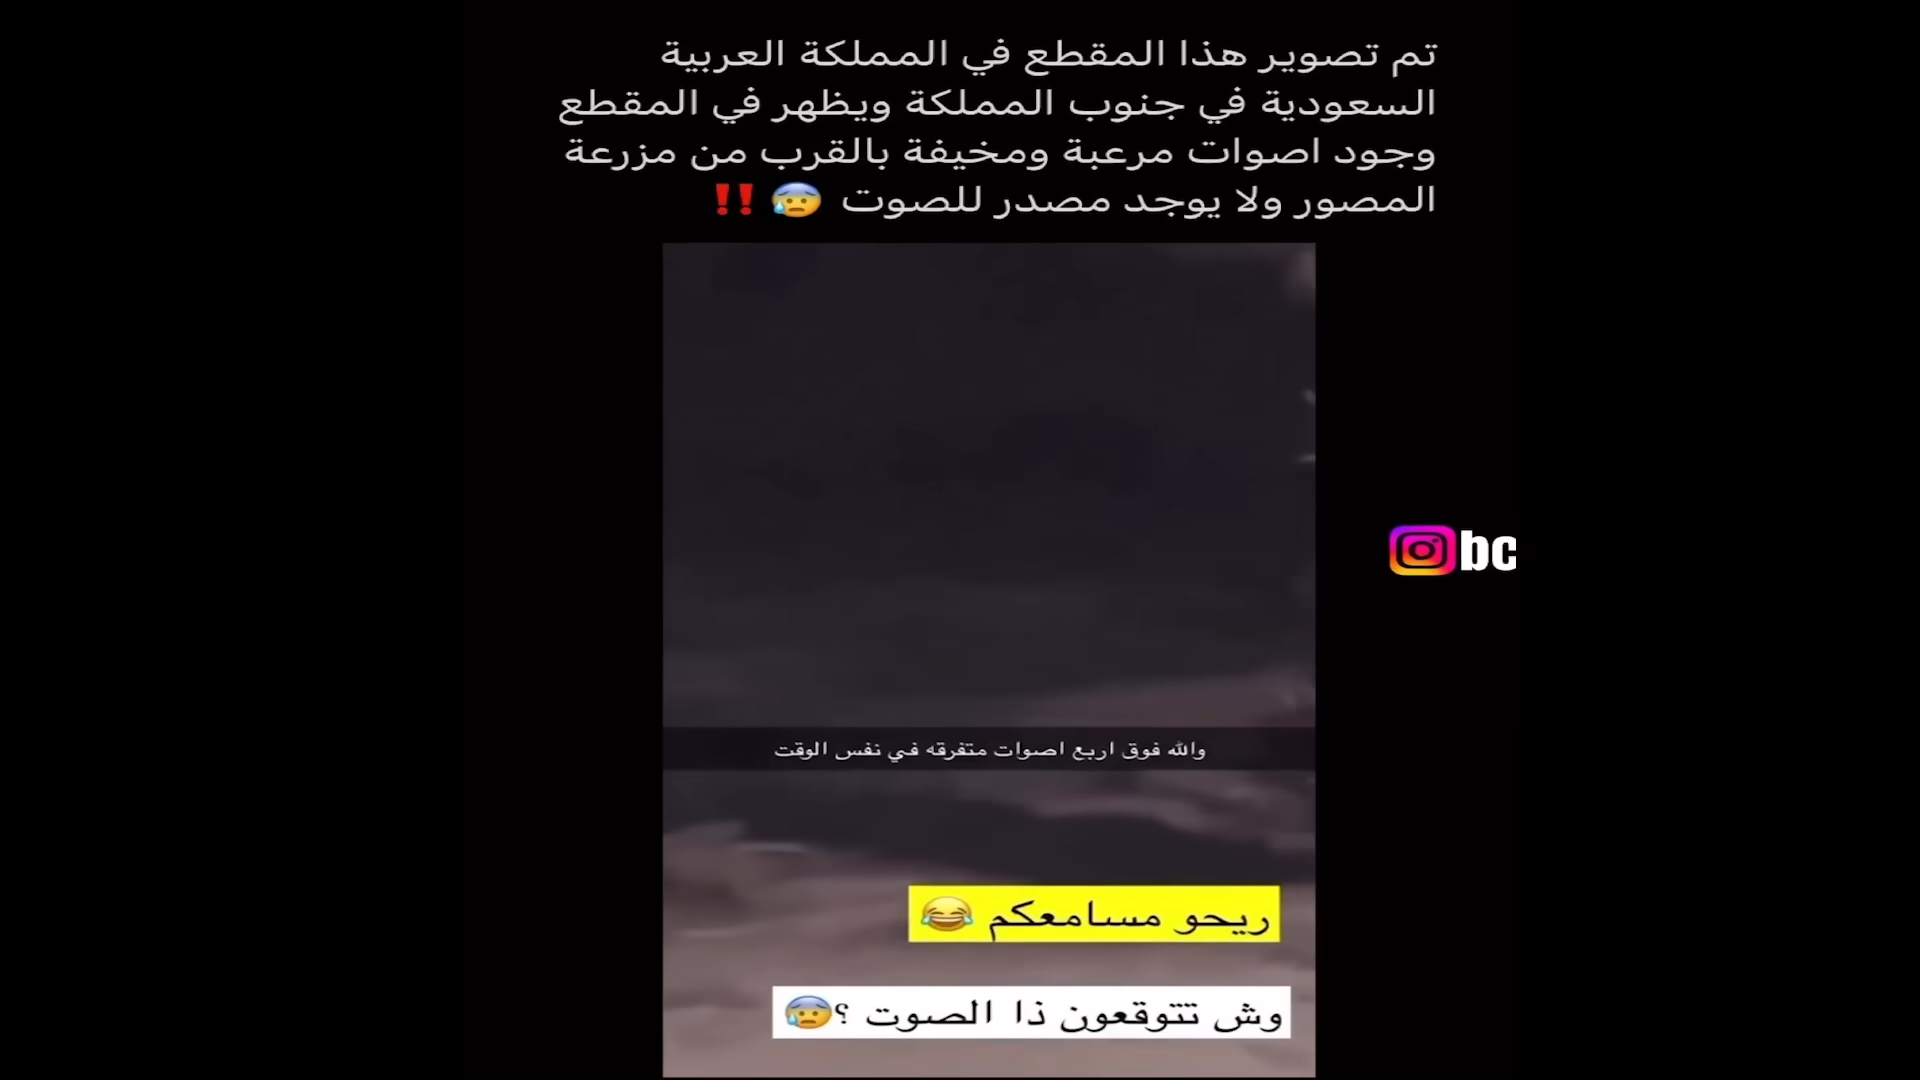 تم تصوير هذا المقطع في المملكة العربية
السعودية في جنوب المملكة ويظهر في المقطع
وجود اصوات مرعبة ومخيفة بالقرب من مزرعة
المصور ولا يوجد مصدر للصوت 😰‼️
bc
والله فوق اربع اصوات متفرقه في نفس الوقت
ريحو مسامعكم 😂
وش تتوقعون ذا الصوت ؟😰